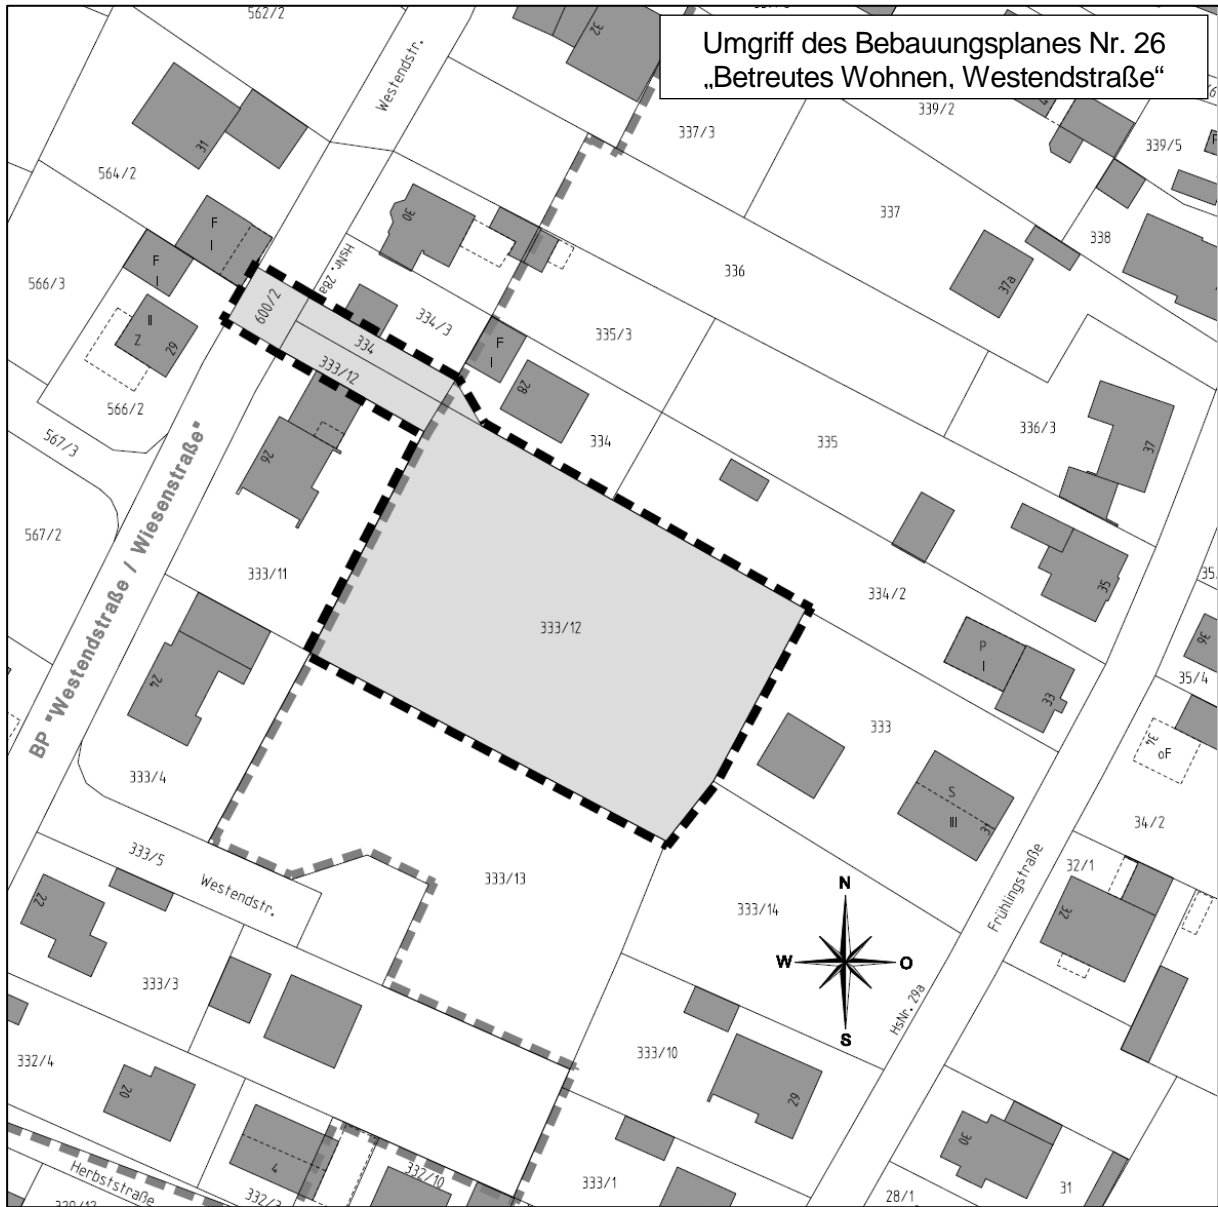 562/2
Umgriff des Bebauungsplanes Nr. 26
„Betreutes Wohnen, Westendstraße“
32
Westendstr.
339/2
337/3
339/5
31
564/2
30
337
338
F
I
HsNr. 28a
336
37a
566/3
F
I
600/2
334/3
335/3
II
Z
29
334
333/12
F
I
28
566/2
334
335
336/3
37
567/3
26
567/2
BP "Westendstraße / Wiesenstraße"
333/11
334/2
35
333/12
36
P
I
33
35/4
24
333
34
oF
333/4
S
III
31
34/2
333/5
Westendstr.
333/13
32/1
Frühlingstraße
22
333/14
N
32
W
O
333/3
S
HsNr. 29a
332/4
333/10
20
29
30
4
Herbststraße
332/3
332/10
333/1
28/1
31